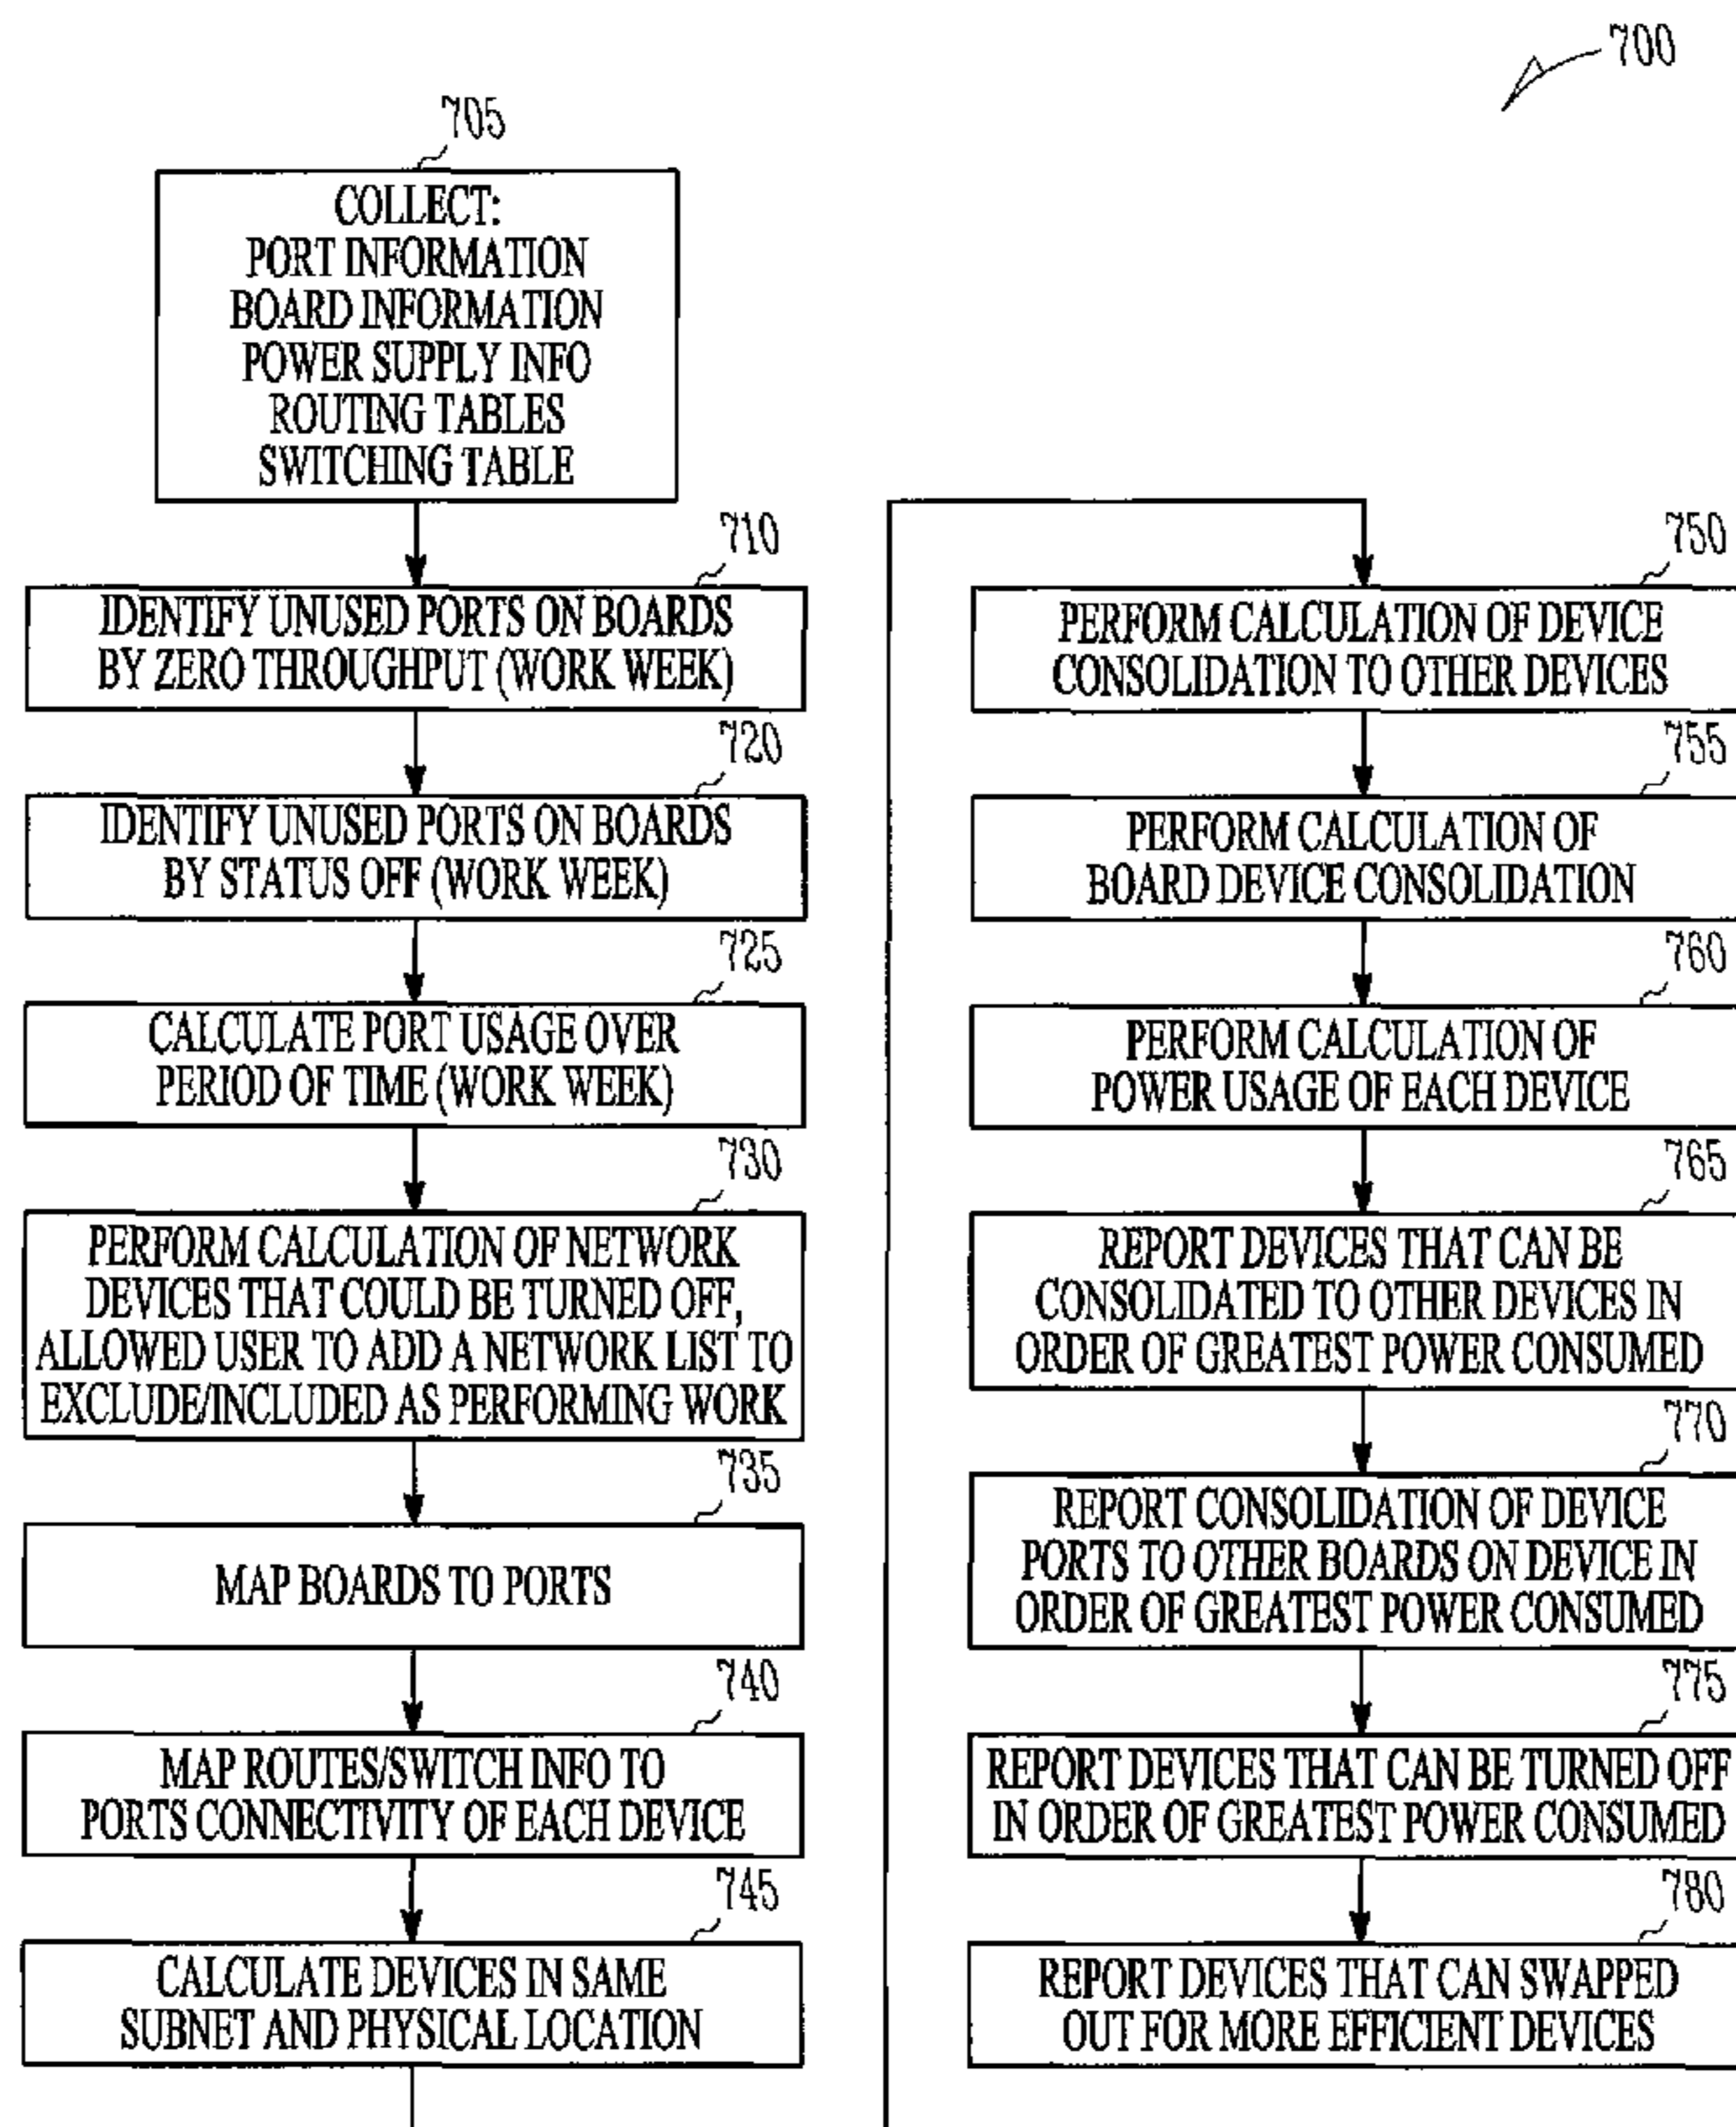 700
705
COLLECT:
PORT INFORMATION
BOARD INFORMATION
POWER SUPPLY INFO
ROUTING TABLES
SWITCHING TABLE
710
IDENTIFY UNUSED PORTS ON BOARDS
BY ZERO THROUGHPUT (WORK WEEK)
720
IDENTIFY UNUSED PORTS ON BOARDS
BY STATUS OFF (WORK WEEK)
725
CALCULATE PORT USAGE OVER
PERIOD OF TIME (WORK WEEK)
730
PERFORM CALCULATION OF NETWORK
DEVICES THAT COULD BE TURNED OFF,
ALLOWED USER TO ADD A NETWORK LIST TO
EXCLUDE/INCLUDED AS PERFORMING WORK
735
MAP BOARDS TO PORTS
740
MAP ROUTES/SWITCH INFO TO
PORTS CONNECTIVITY OF EACH DEVICE
745
CALCULATE DEVICES IN SAME
SUBNET AND PHYSICAL LOCATION
750
PERFORM CALCULATION OF DEVICE
CONSOLIDATION TO OTHER DEVICES
755
PERFORM CALCULATION OF
BOARD DEVICE CONSOLIDATION
760
PERFORM CALCULATION OF
POWER USAGE OF EACH DEVICE
765
REPORT DEVICES THAT CAN BE
CONSOLIDATED TO OTHER DEVICES IN
ORDER OF GREATEST POWER CONSUMED
770
REPORT CONSOLIDATION OF DEVICE
PORTS TO OTHER BOARDS ON DEVICE IN
ORDER OF GREATEST POWER CONSUMED
775
REPORT DEVICES THAT CAN BE TURNED OFF
IN ORDER OF GREATEST POWER CONSUMED
780
REPORT DEVICES THAT CAN SWAPPED
OUT FOR MORE EFFICIENT DEVICES